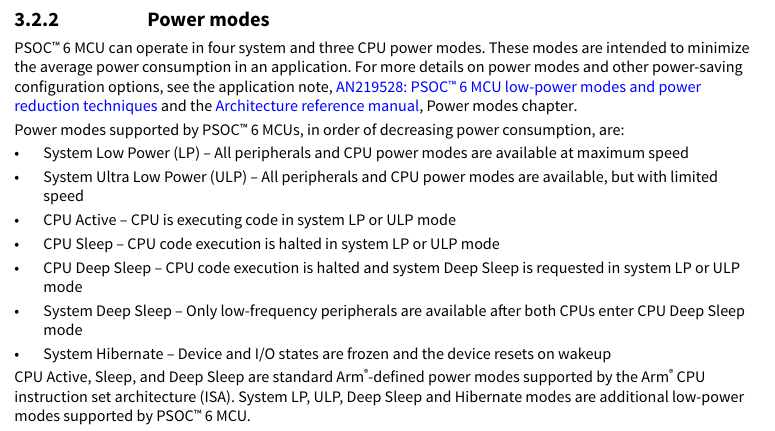 3.2.2 Power modes
PSOC™ 6 MCU can operate in four system and three CPU power modes. These modes are intended to minimize
the average power consumption in an application. For more details on power modes and other power-saving
configuration options, see the application note, AN219528: PSOC™ 6 MCU low-power modes and power
reduction techniques and the Architecture reference manual, Power modes chapter.
Power modes supported by PSOC™ 6 MCUs, in order of decreasing power consumption, are:
• System Low Power (LP) – All peripherals and CPU power modes are available at maximum speed
• System Ultra Low Power (ULP) – All peripherals and CPU power modes are available, but with limited
speed
• CPU Active – CPU is executing code in system LP or ULP mode
• CPU Sleep – CPU code execution is halted in system LP or ULP mode
• CPU Deep Sleep – CPU code execution is halted and system Deep Sleep is requested in system LP or ULP
mode
• System Deep Sleep – Only low-frequency peripherals are available after both CPUs enter CPU Deep Sleep
mode
• System Hibernate – Device and I/O states are frozen and the device resets on wakeup
CPU Active, Sleep, and Deep Sleep are standard Arm®-defined power modes supported by the Arm® CPU
instruction set architecture (ISA). System LP, ULP, Deep Sleep and Hibernate modes are additional low-power
modes supported by PSOC™ 6 MCU.